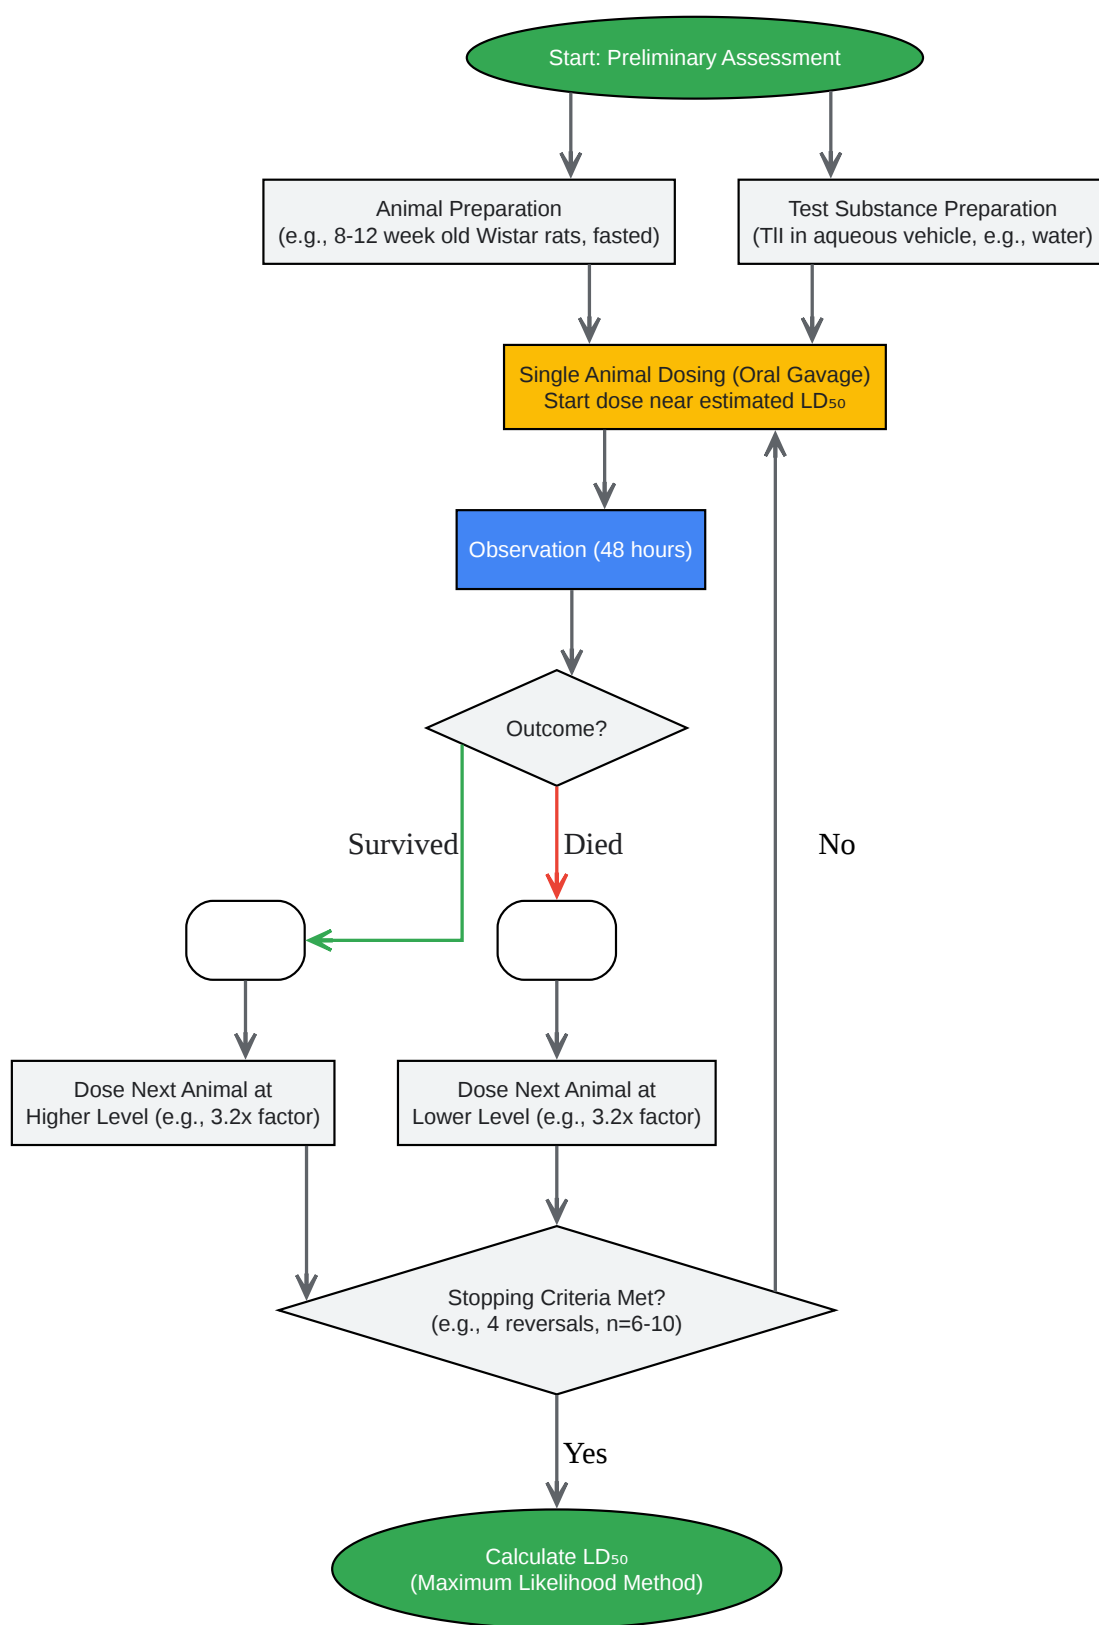 Start: Preliminary Assessment
Animal Preparation
(e.g., 8-12 week old Wistar rats, fasted)
Test Substance Preparation
(TlI in aqueous vehicle, e.g., water)
Single Animal Dosing (Oral Gavage)
Start dose near estimated LD₅₀
Observation (48 hours)
Outcome?
Survived
Died
No
Dose Next Animal at
Higher Level (e.g., 3.2x factor)
Dose Next Animal at
Lower Level (e.g., 3.2x factor)
Stopping Criteria Met?
(e.g., 4 reversals, n=6-10)
Yes
Calculate LD₅₀
(Maximum Likelihood Method)